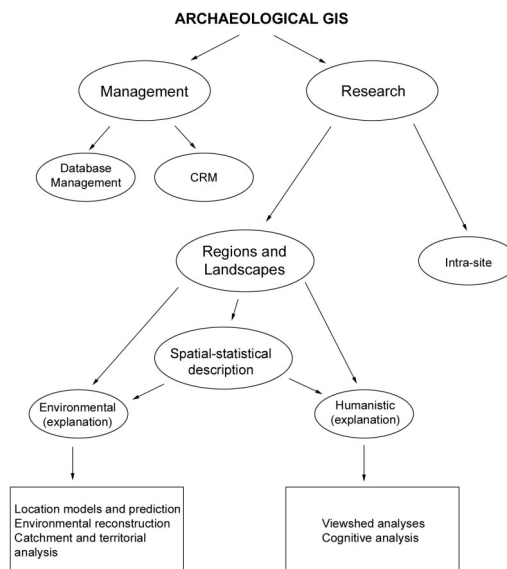 ARCHAEOLOGICAL GIS
Management
Research
Database
Management
CRM
Regions and
Landscapes
Intra-site
Spatial-statistical
description
Environmental
(explanation)
Humanistic
(explanation)
Location models and prediction
Environmental reconstruction
Catchment and territorial
analysis
Viewshed analyses
Cognitive analysis